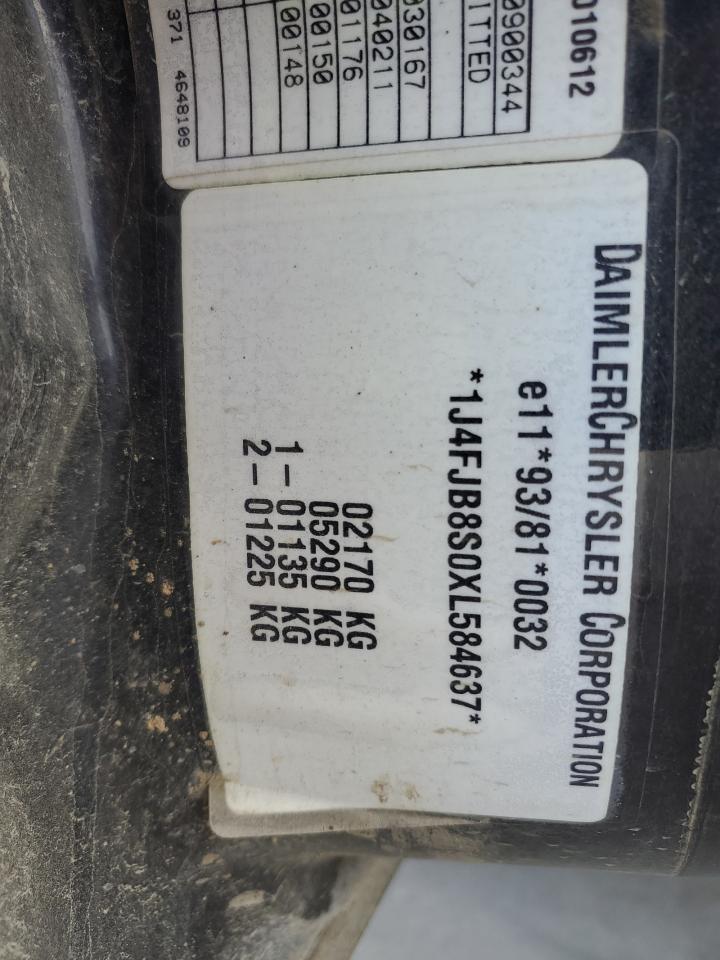 010612
0900344
ITTED
030167
040211
01176
00150
00148
371 4648109
DAIMLERCHRYSLER CORPORATION
e11*93/81*0032
*1J4FJB8S0XL584637*
02170 KG
05290 KG
1 - 01135 KG
2 - 01225 KG